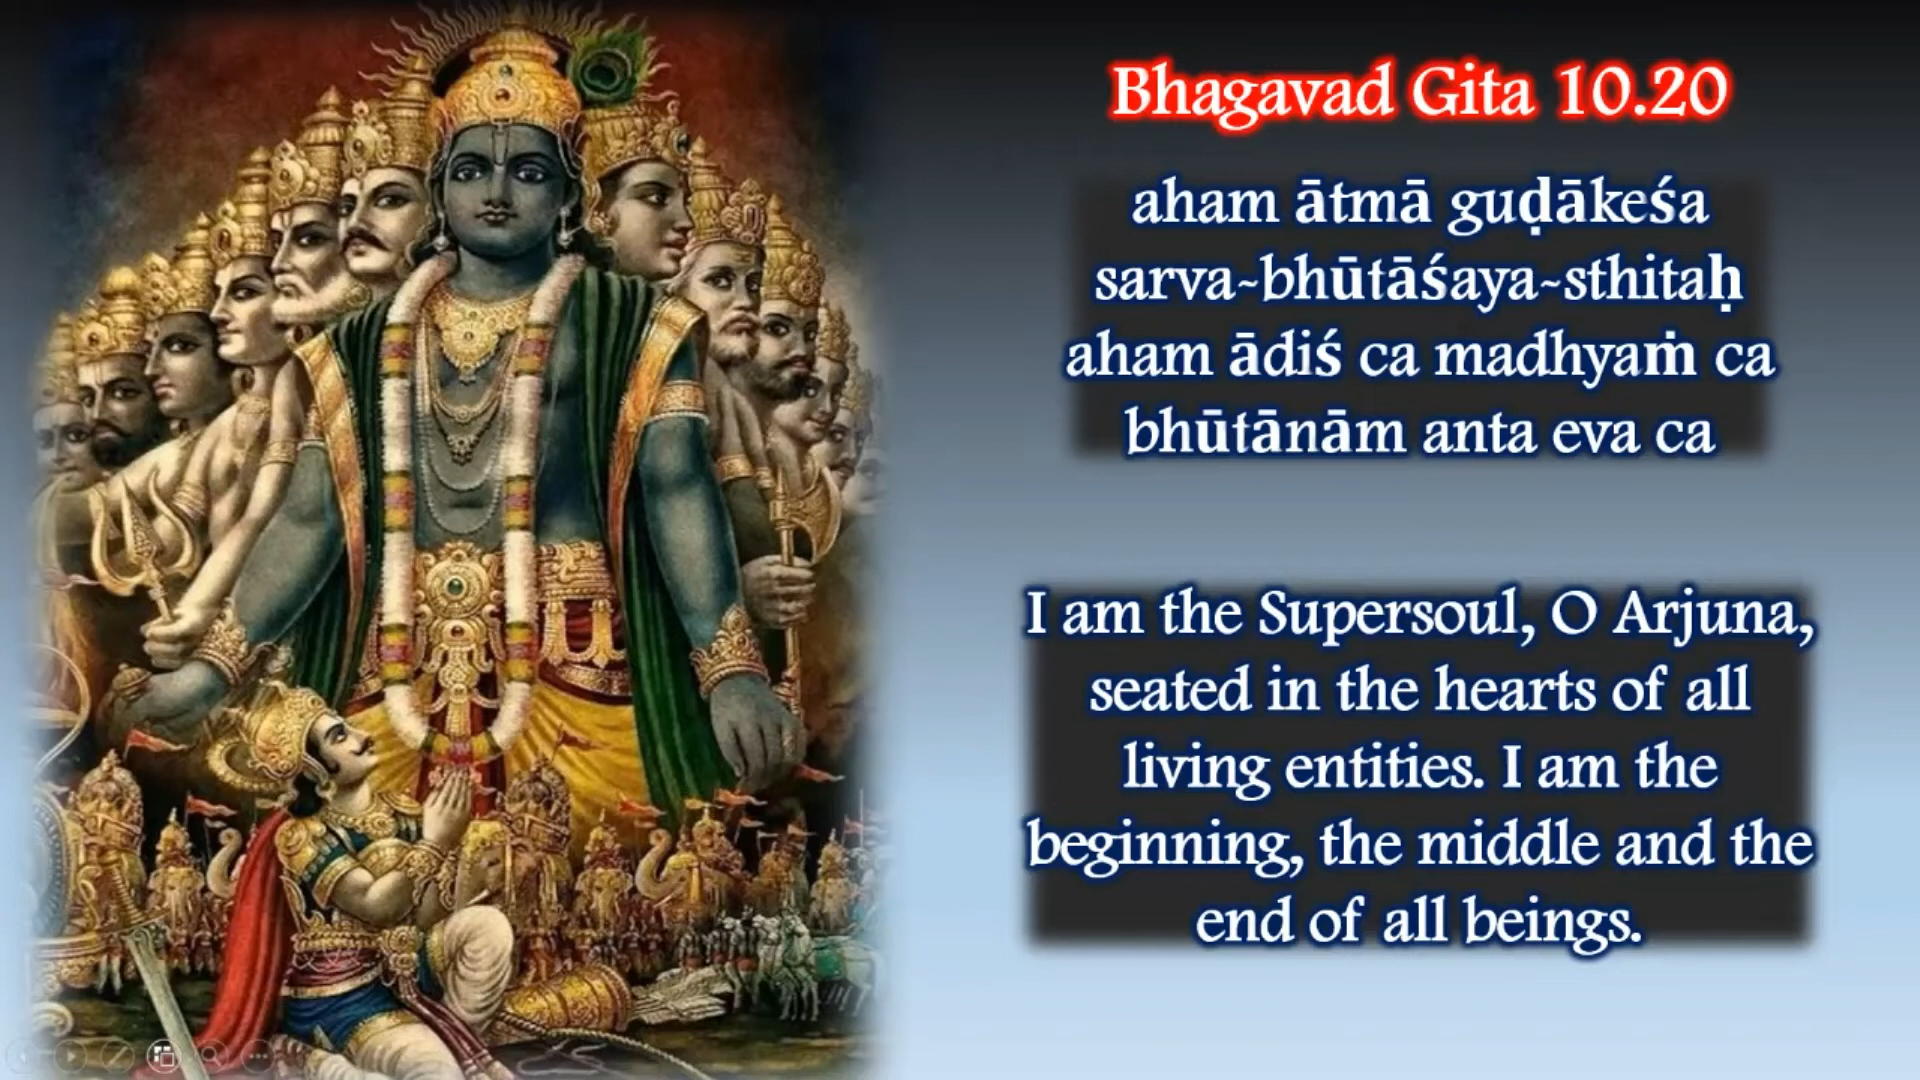 Bhagavad Gita 10.20
aham ātmā guḍākeśa
sarva-bhūtāśaya-sthitaḥ
aham ādiś ca madhyaṁ ca
bhūtānām anta eva ca
I am the Supersoul, O Arjuna,
seated in the hearts of all
living entities. I am the
beginning, the middle and the
end of all beings.